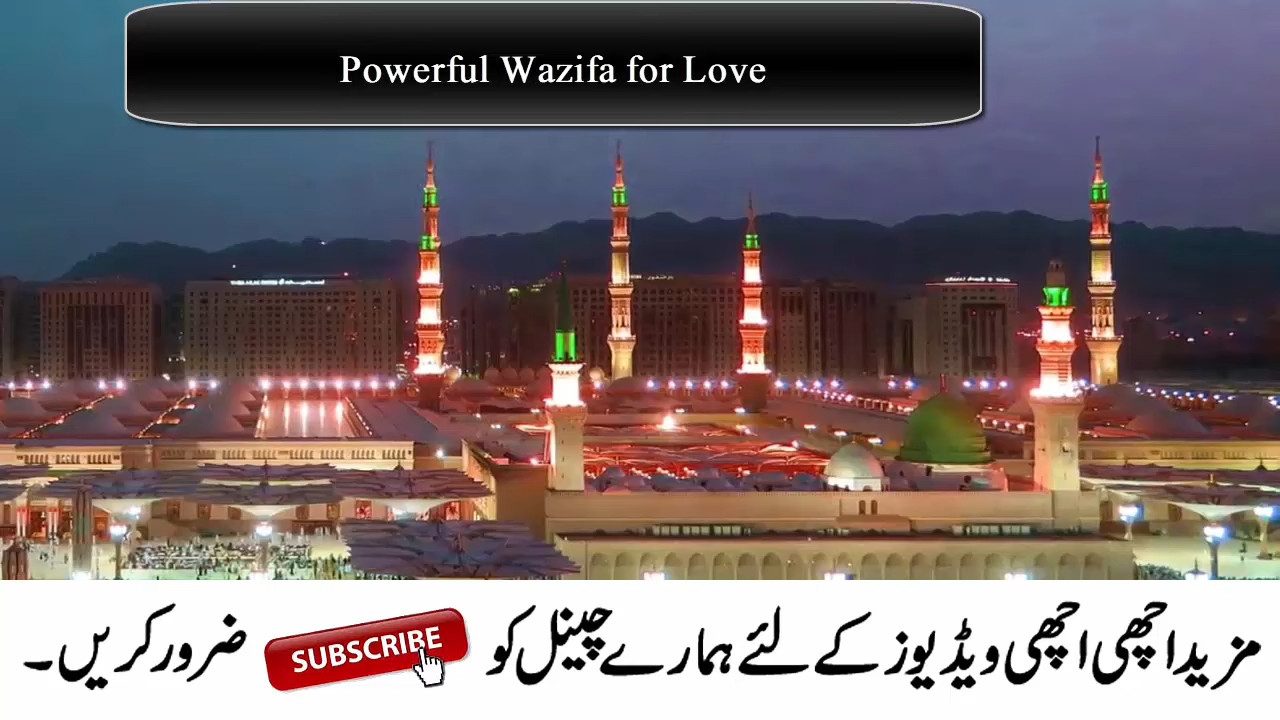 Powerful Wazifa for Love
مزید اچھی اچھی ویڈیوز کے لئے ہمارے چینل کو SUBSCRIBE ضرور کریں۔